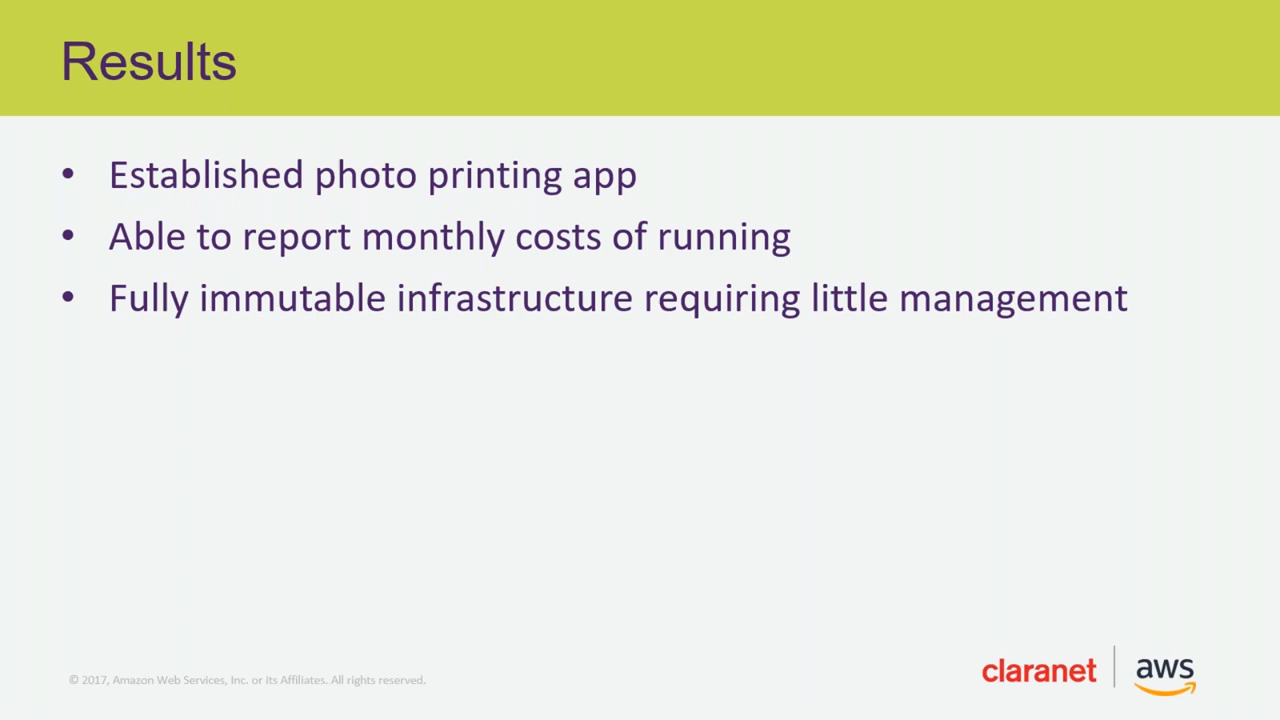 Results
• Established photo printing app
• Able to report monthly costs of running
• Fully immutable infrastructure requiring little management
© 2017, Amazon Web Services, Inc. or Its Affiliates. All rights reserved.
claranet
aws